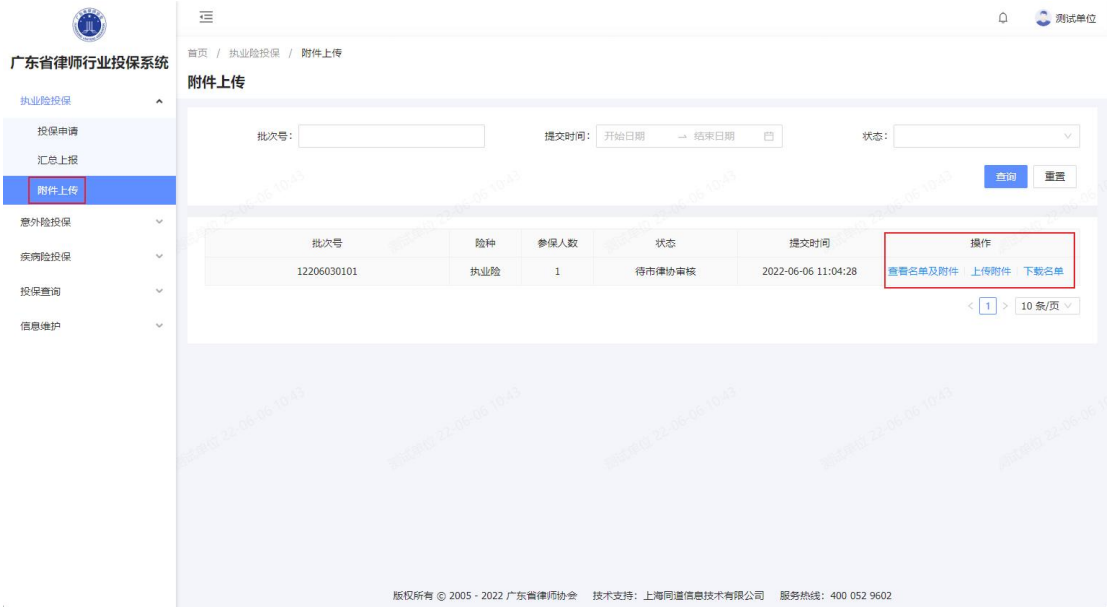 测试单位
广东省律师行业投保系统
首页 / 执业险投保 / 附件上传
附件上传
执业险投保
投保申请
汇总上报
附件上传
意外险投保
疾病险投保
投保查询
信息维护
批次号: 提交时间: 开始日期 → 结束日期 状态:
查询 重置
批次号 险种 参保人数 状态 提交时间 操作
12206030101 执业险 1 待市律协审核 2022-06-06 11:04:28 查看名单及附件 上传附件 下载名单
< 1 > 10 条/页
测试单位 22-06-06 10:43
版权所有 © 2005 - 2022 广东省律师协会 技术支持：上海同道信息技术有限公司 服务热线：400 052 9602